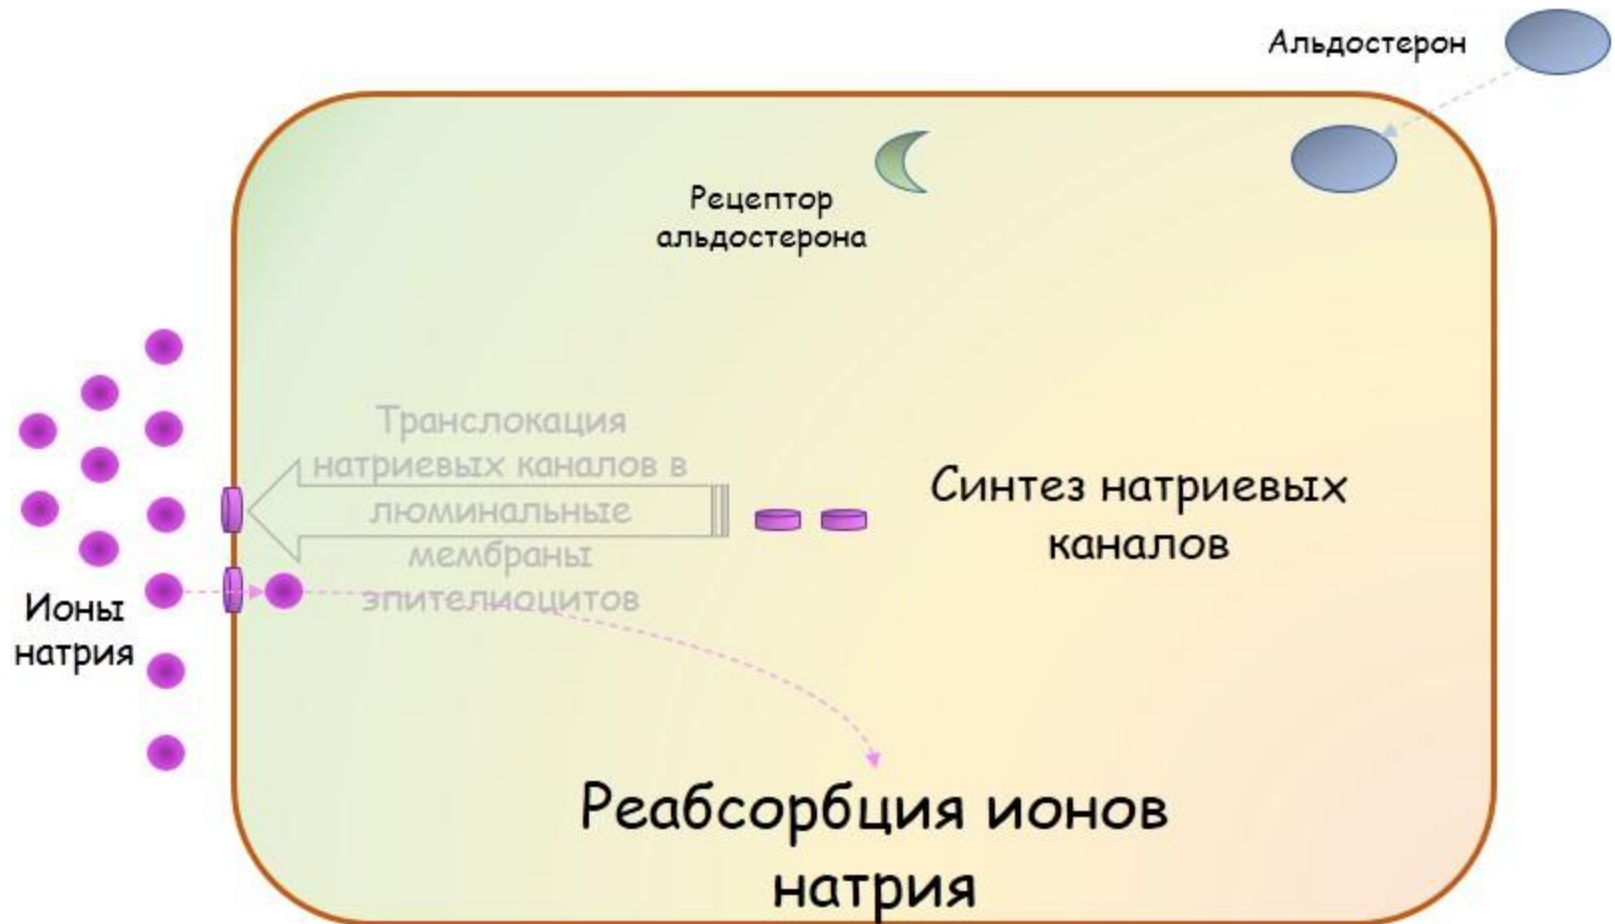 Альдостерон
Рецептор
альдостерона
Транслокация
натриевых каналов в
люминальные
мембраны
эпителиоцитов
Синтез натриевых
каналов
Ионы
натрия
Реабсорбция ионов
натрия